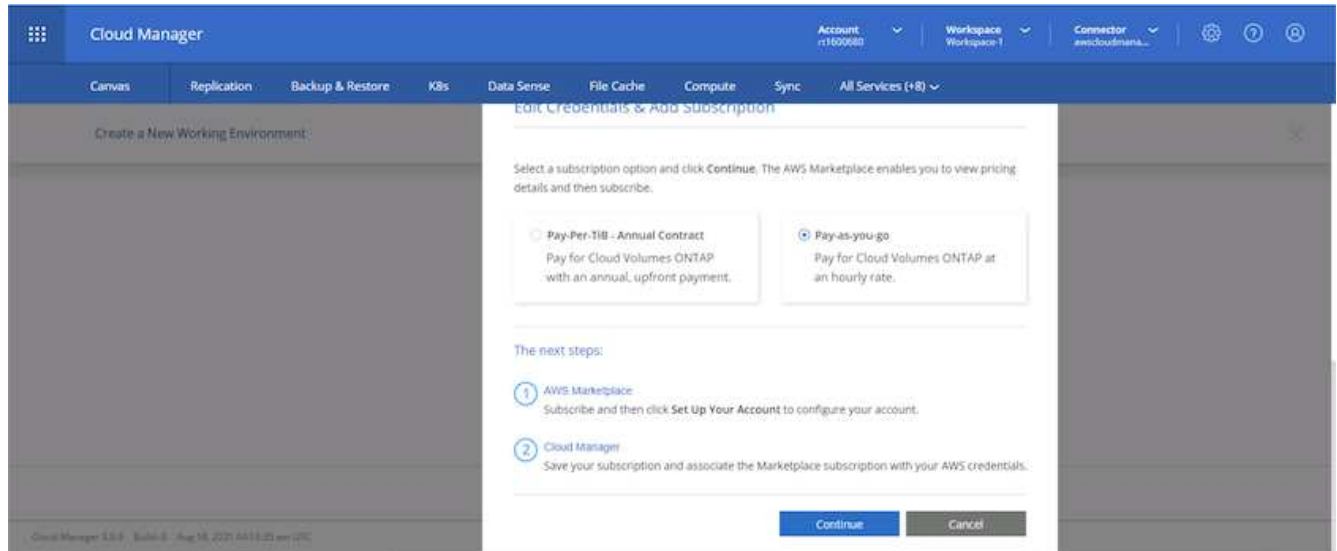 Cloud Manager
Account
rt1600680
Workspace
Workspace-1
Connector
awscloudmana...
Canvas
Replication
Backup & Restore
K8s
Data Sense
File Cache
Compute
Sync
All Services (+8)
Edit Credentials & Add Subscription
Create a New Working Environment
Select a subscription option and click Continue. The AWS Marketplace enables you to view pricing
details and then subscribe.
Pay-Per-TiB - Annual Contract
Pay for Cloud Volumes ONTAP
with an annual, upfront payment.
Pay-as-you-go
Pay for Cloud Volumes ONTAP at
an hourly rate.
The next steps:
1
AWS Marketplace
Subscribe and then click Set Up Your Account to configure your account.
2
Cloud Manager
Save your subscription and associate the Marketplace subscription with your AWS credentials.
Continue
Cancel
Cloud Manager